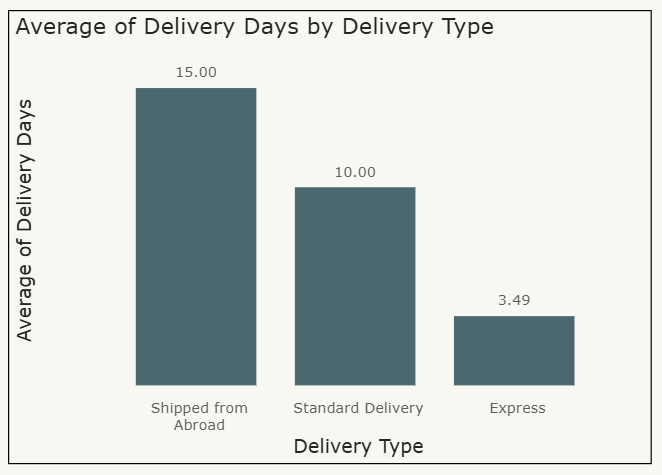 Average of Delivery Days by Delivery Type
Average of Delivery Days
15.00
10.00
3.49
Shipped from
Abroad
Standard Delivery
Express
Delivery Type